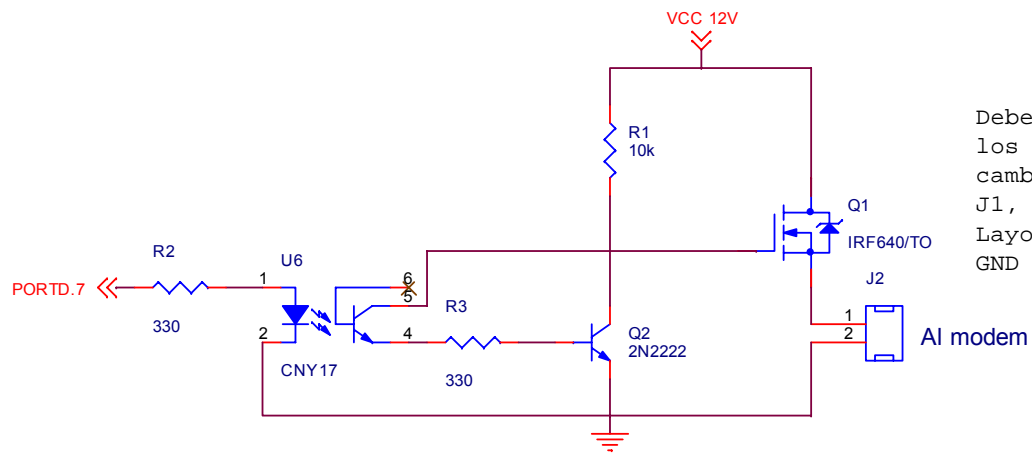 VCC 12V
R1
10k
Debe
los
camb
J1,
Layo
GND
Q1
IRF640/TO
J2
R2
U6
PORTD.7
330
1
2
CNY17
6
5
4
R3
330
Q2
2N2222
1
2
AI modem